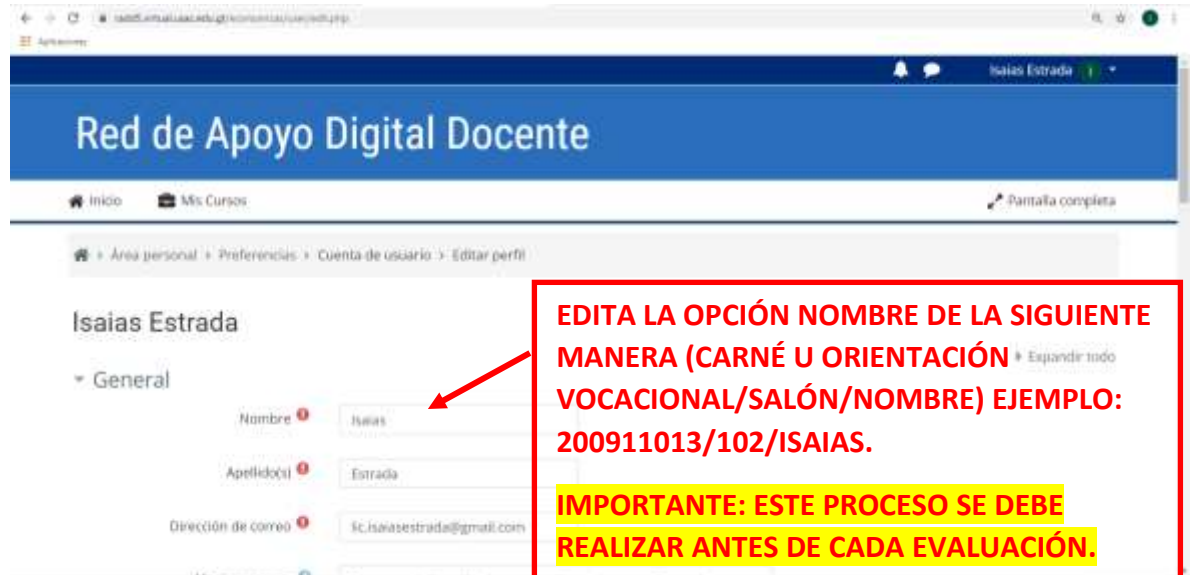 Aplicaciones
Isaias Estrada
Red de Apoyo Digital Docente
Inicio Mis Cursos Pantalla completa
Área personal Preferencias Cuenta de usuario Editar perfil
Isaias Estrada
Expandir todo
General
Nombre Isaias
Apellido(s) Estrada
Dirección de correo lic.isaiasestrada@gmail.com
EDITA LA OPCIÓN NOMBRE DE LA SIGUIENTE
MANERA (CARNÉ U ORIENTACIÓN
VOCACIONAL/SALÓN/NOMBRE) EJEMPLO:
200911013/102/ISAIAS.
IMPORTANTE: ESTE PROCESO SE DEBE
REALIZAR ANTES DE CADA EVALUACIÓN.